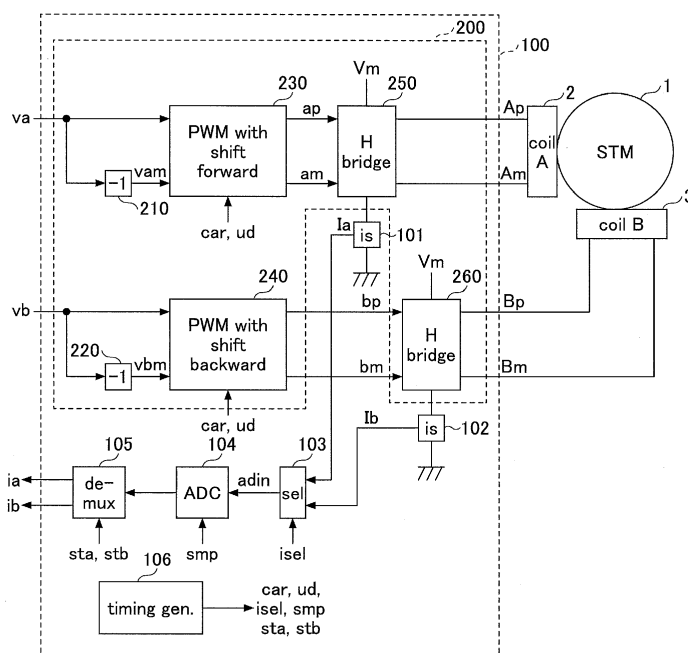 200
100
230
Vm
250
2
1
va
ap
Ap
PWM with
shift
forward
H
bridge
coil
A
STM
-1
vam
am
Am
3
210
car, ud
Ia
is
101
coil B
Vm
240
260
vb
bp
Bp
PWM with
shift
backward
H
bridge
220
-1
vbm
bm
Bm
car, ud
Ib
is
102
105
104
103
ia
ib
de-
mux
ADC
adin
sel
sta, stb
smp
isel
106
timing gen.
car, ud,
isel, smp
sta, stb